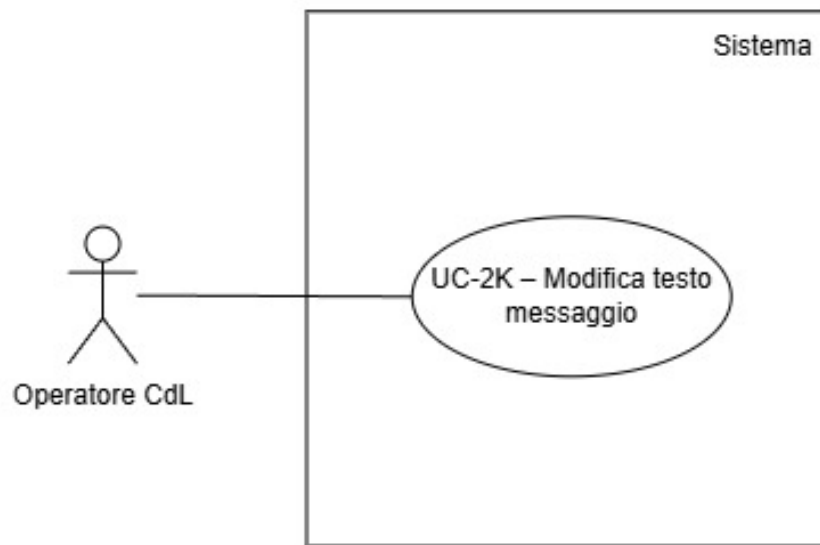 Sistema
UC-2K – Modifica testo
messaggio
Operatore CdL